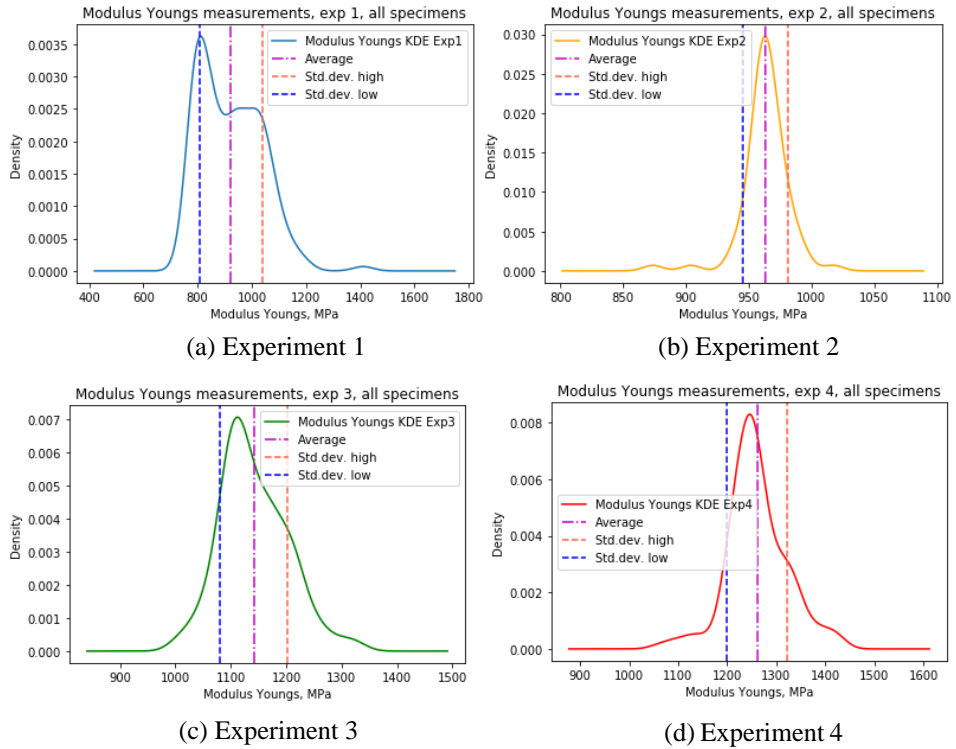 Modulus Youngs measurements, exp 1, all specimens
0.0035
0.0030
0.0025
0.0020
0.0015
0.0010
0.0005
0.0000
Density
Modulus Youngs KDE Exp1
Average
Std.dev. high
Std.dev. low
400 600 800 1000 1200 1400 1600 1800
Modulus Youngs, MPa
(a) Experiment 1
Modulus Youngs measurements, exp 2, all specimens
0.030
0.025
0.020
0.015
0.010
0.005
0.000
Density
Modulus Youngs KDE Exp2
Average
Std.dev. high
Std.dev. low
800 850 900 950 1000 1050 1100
Modulus Youngs, MPa
(b) Experiment 2
Modulus Youngs measurements, exp 3, all specimens
0.007
0.006
0.005
0.004
0.003
0.002
0.001
0.000
Density
Modulus Youngs KDE Exp3
Average
Std.dev. high
Std.dev. low
900 1000 1100 1200 1300 1400 1500
Modulus Youngs, MPa
(c) Experiment 3
Modulus Youngs measurements, exp 4, all specimens
0.008
0.006
0.004
0.002
0.000
Density
Modulus Youngs KDE Exp4
Average
Std.dev. high
Std.dev. low
900 1000 1100 1200 1300 1400 1500 1600
Modulus Youngs, MPa
(d) Experiment 4